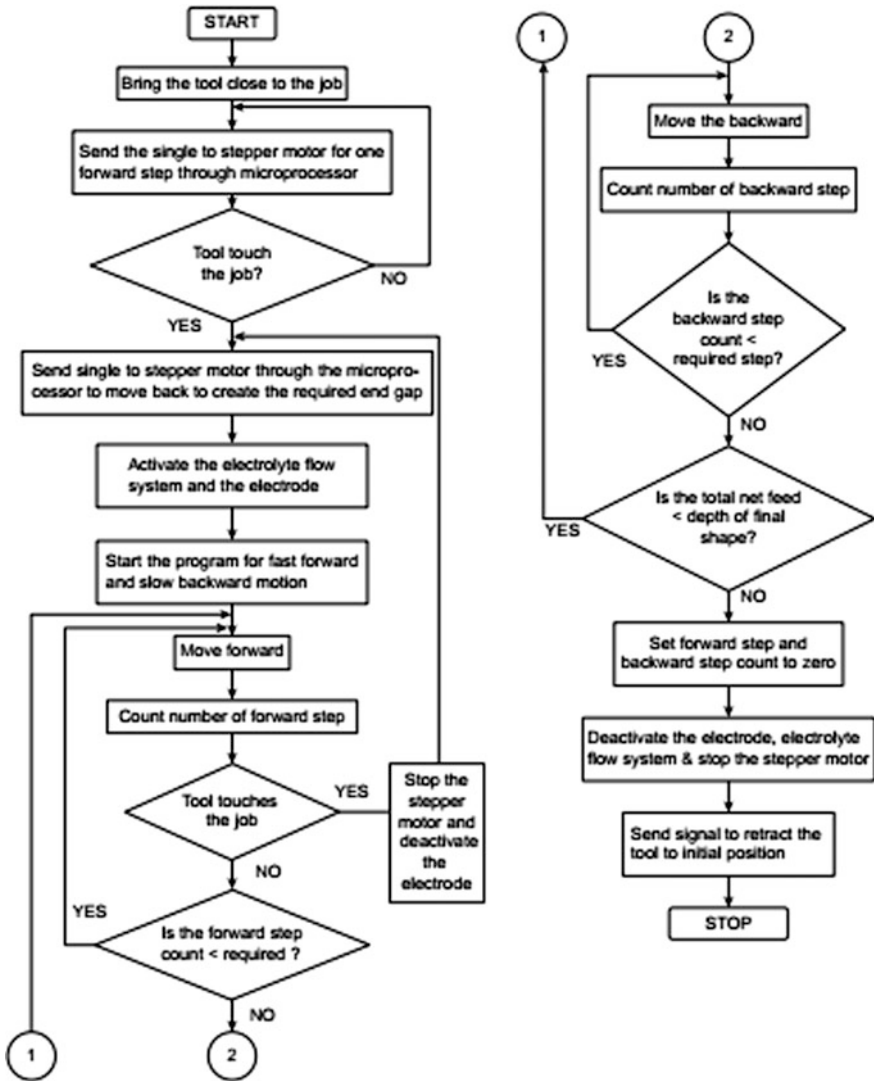 START
Bring the tool close to the job
Send the single to stepper motor for one
forward step through microprocessor
Tool touch
the job?
NO
YES
Send single to stepper motor through the micropro-
cessor to move back to create the required end gap
Activate the electrolyte flow
system and the electrode
Start the program for fast forward
and slow backward motion
Move forward
Count number of forward step
Tool touches
the job
YES
Stop the
stepper
motor and
deactivate
the
electrode
NO
YES
Is the forward step
count < required ?
NO
1
2
1
2
Move the backward
Count number of backward step
Is the
backward step
count <
required step?
YES
NO
Is the total net feed
< depth of final
shape?
YES
NO
Set forward step and
backward step count to zero
Deactivate the electrode, electrolyte
flow system & stop the stepper motor
Send signal to retract the
tool to initial position
STOP